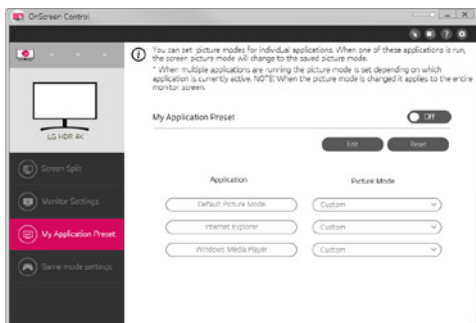 OnScreen Control
You can set picture modes for individual applications. When one of these applications is run,
the screen picture mode will change to the saved picture mode.
* When multiple applications are running the picture mode is set depending on which
application is currently active. NOTE: When the picture mode is changed it applies to the entire
monitor screen.
LG HDR 4K
My Application Preset
Off
Edit
Reset
Screen Split
Monitor Settings
My Application Preset
Game mode settings
Application
Picture Mode
Default Picture Mode
Custom
Internet Explorer
Custom
Windows Media Player
Custom